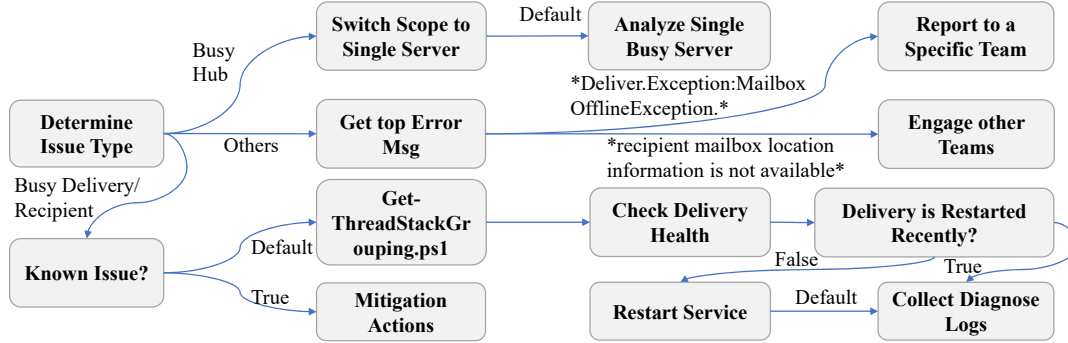 Switch Scope to
Single Server
Default
Analyze Single
Busy Server
Report to a
Specific Team
Busy
Hub
*Deliver.Exception:Mailbox
OfflineException.*
Determine
Issue Type
Others
Get top Error
Msg
Engage other
Teams
*recipient mailbox location
information is not available*
Busy Delivery/
Recipient
Get-
ThreadStackGr
ouping.ps1
Check Delivery
Health
Delivery is Restarted
Recently?
Known Issue?
Default
False
True
True
Mitigation
Actions
Restart Service
Default
Collect Diagnose
Logs